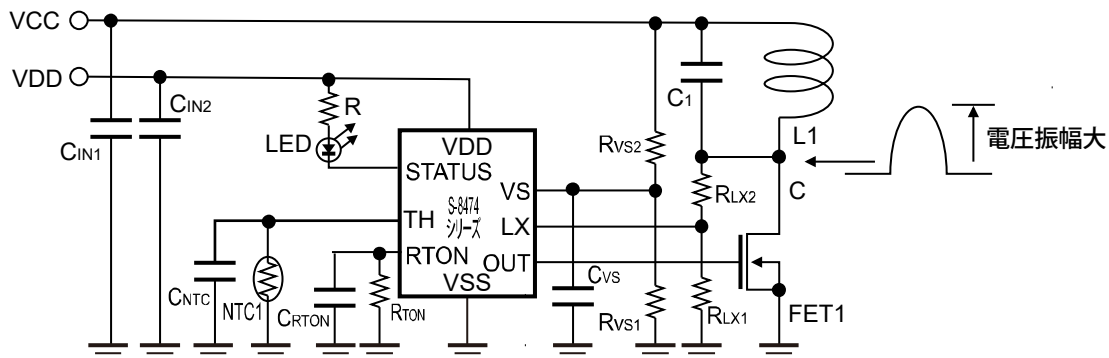 VCC
VDD
CIN1
CIN2
R
LED
VDD
STATUS
TH
RTON
VSS
VS
LX
OUT
S-8474
シリーズ
CNTC
NTC1
CRTON
RTON
CVS
RVS2
RVS1
C1
L1
RLX2
RLX1
C
FET1
電圧振幅大